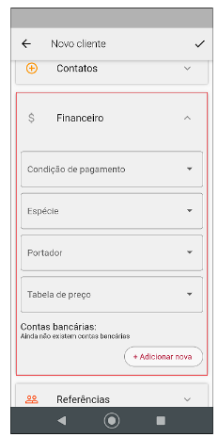 Novo cliente
Contatos
$ Financeiro
Condição de pagamento
Espécie
Portador
Tabela de preço
Contas bancárias:
Ainda não existem contas bancárias
+ Adicionar nova
Referências